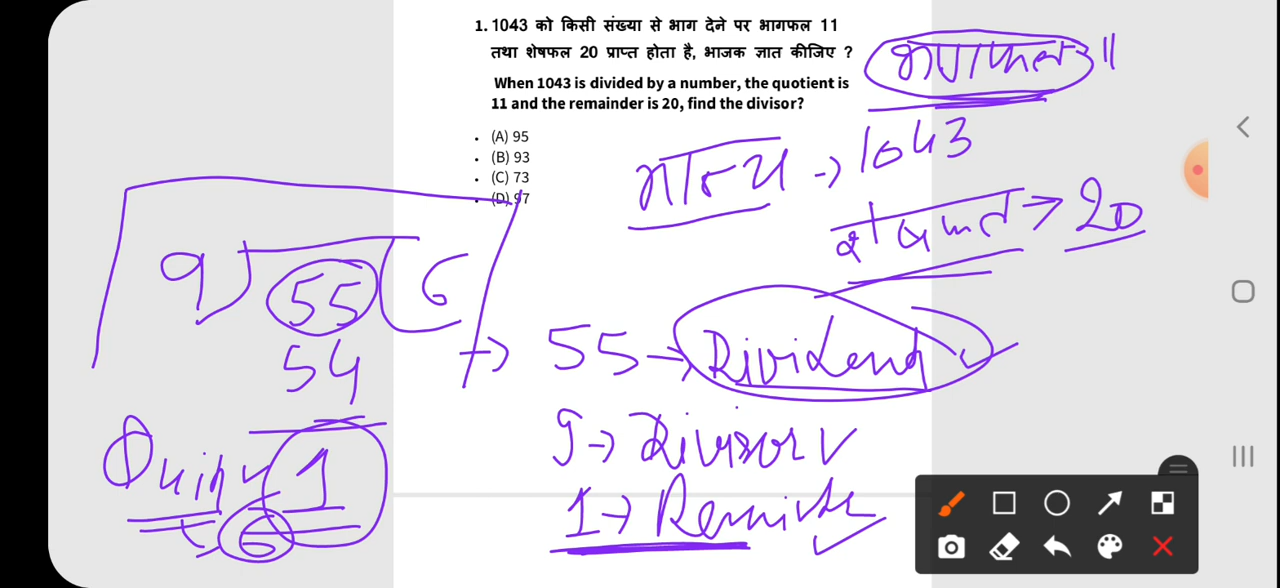 1. 1043 को किसी संख्या से भाग देने पर भागफल 11
तथा शेषफल 20 प्राप्त होता है, भाजक ज्ञात कीजिए ?
When 1043 is divided by a number, the quotient is
11 and the remainder is 20, find the divisor?
• (A) 95
• (B) 93
• (C) 73
• (D) 97
भागफल 11
भाज्य → 1043
शेषफल → 20
9 55 6
54
1
→ 55 → Dividend
9 → Divisor
1 →
6